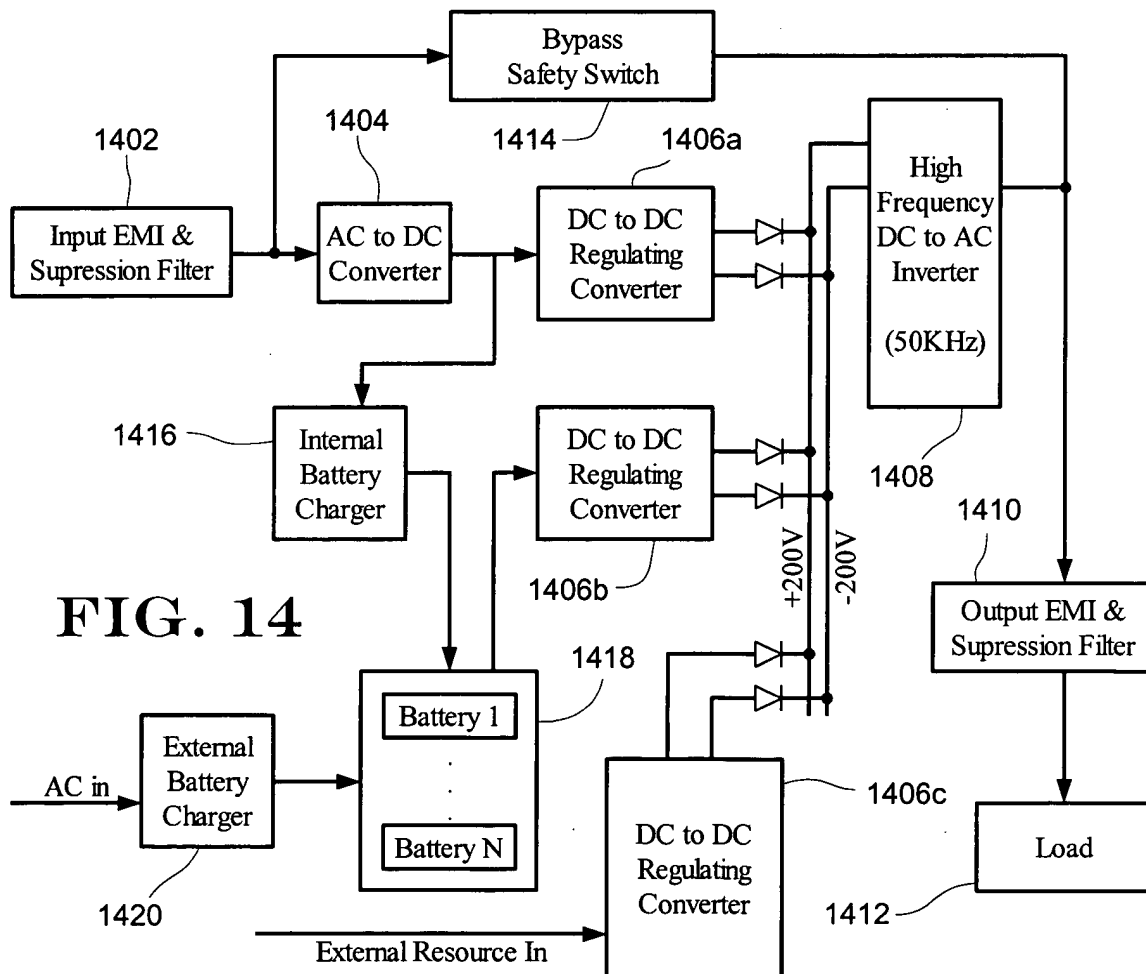 Bypass
Safety Switch
1414
1402
1404
1406a
Input EMI &
Supression Filter
AC to DC
Converter
DC to DC
Regulating
Converter
High
Frequency
DC to AC
Inverter
(50KHz)
1408
1416
Internal
Battery
Charger
DC to DC
Regulating
Converter
1406b
+200V
-200V
1410
Output EMI &
Supression Filter
FIG. 14
1418
Battery 1
Battery N
AC in
External
Battery
Charger
1420
1406c
DC to DC
Regulating
Converter
Load
1412
External Resource In